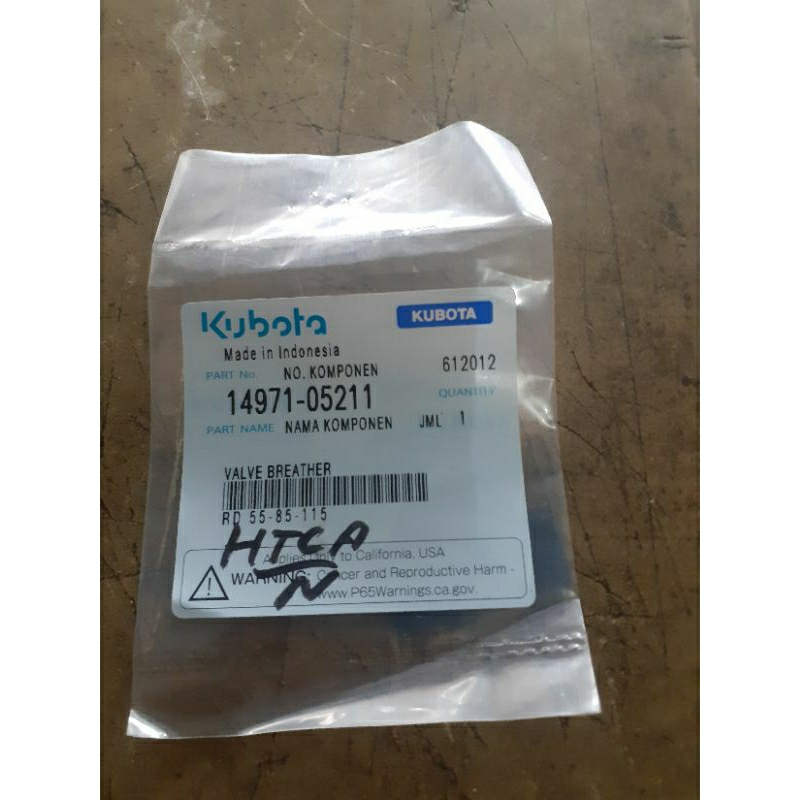 Kubota KUBOTA
Made in Indonesia
PART No. NO. KOMPONEN 612012
14971-05211 QUANTITY
PART NAME NAMA KOMPONEN JML 1
VALVE BREATHER
RD 55-85-115
HTCA
N
Applies Only to California, USA
WARNING: Cancer and Reproductive Harm -
www.P65Warnings.ca.gov